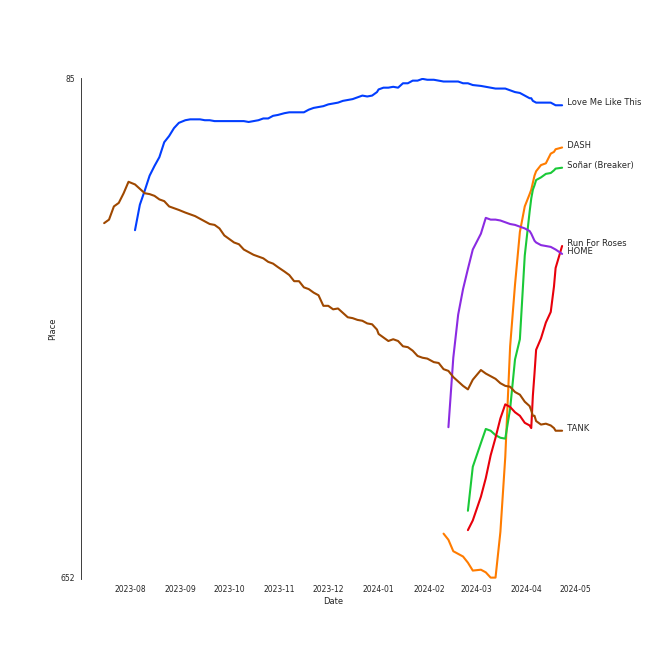 85
Love Me Like This
DASH
Soñar (Breaker)
Run For Roses
HOME
Place
TANK
652
2023-08 2023-09 2023-10 2023-11 2023-12 2024-01 2024-02 2024-03 2024-04 2024-05
Date